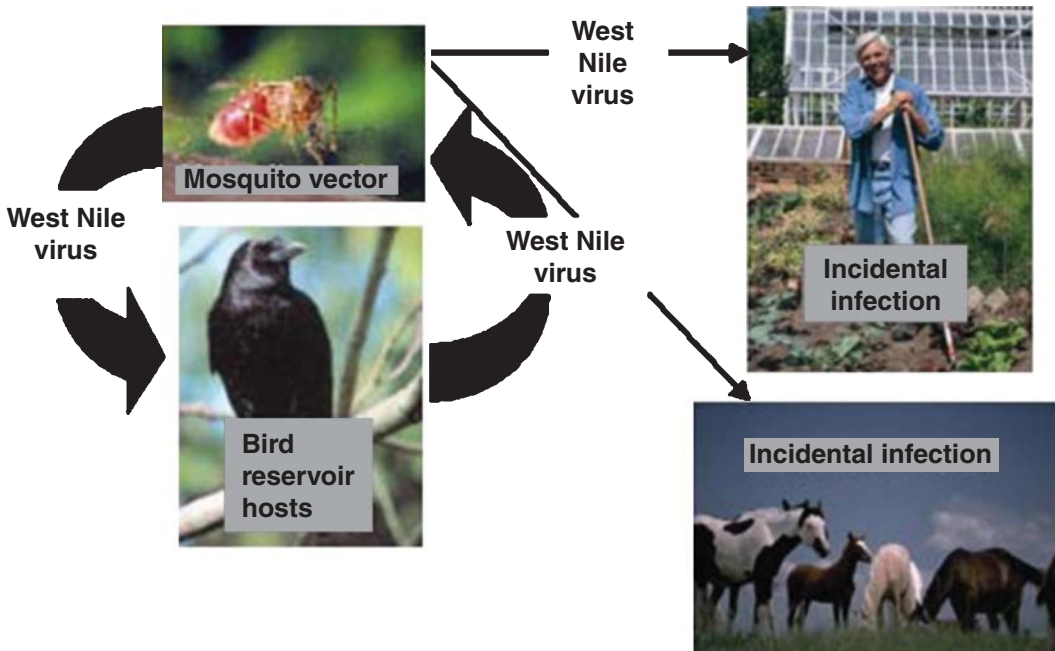 West
Nile
virus
Mosquito vector
West Nile
virus
West Nile
virus
Incidental
infection
Bird
reservoir
hosts
Incidental infection